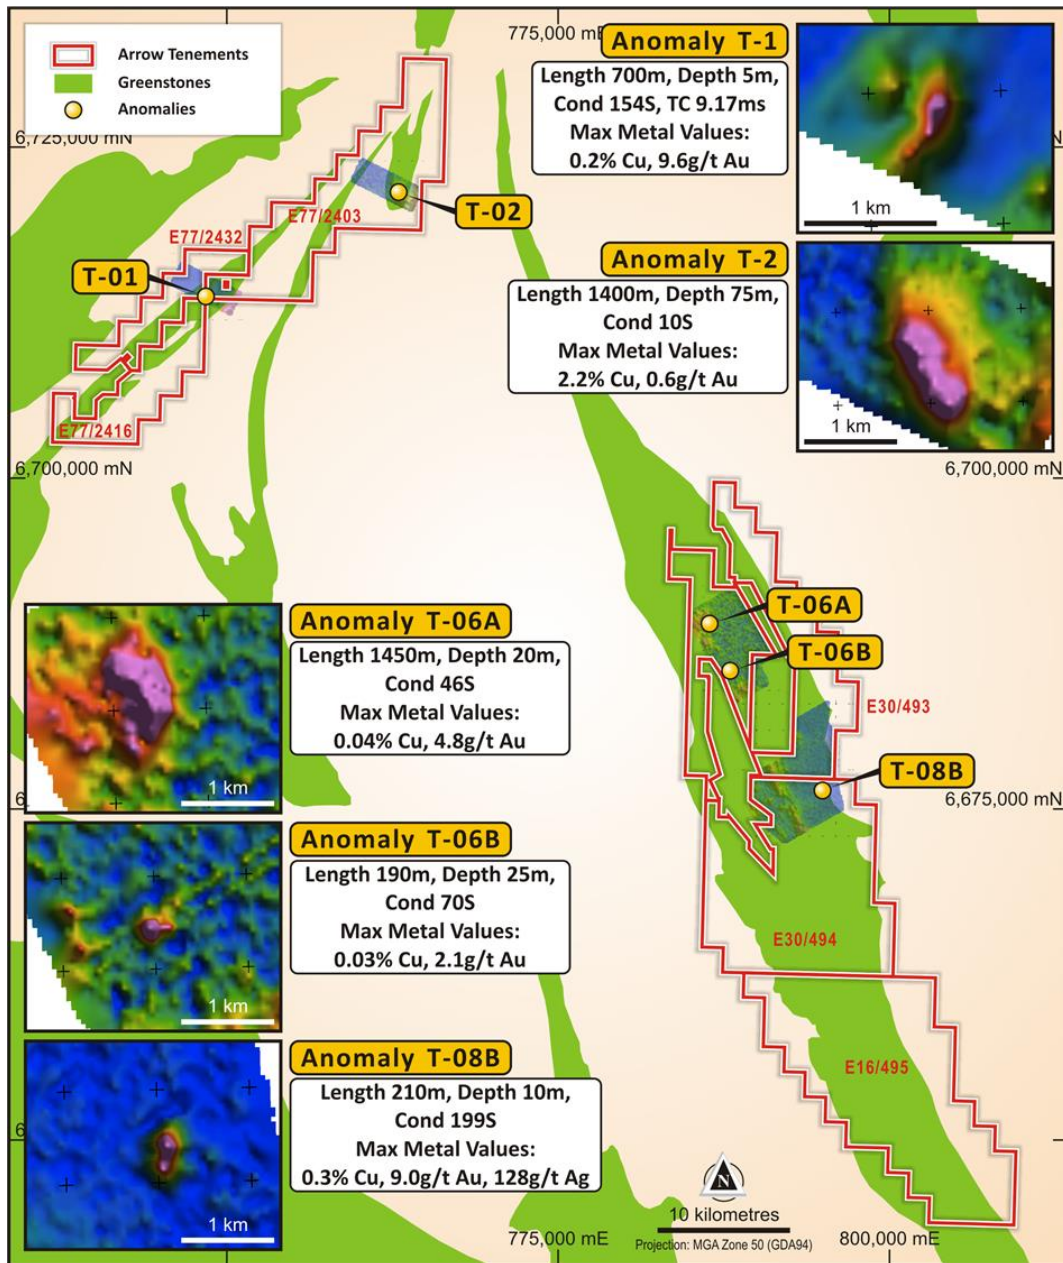 Arrow Tenements
Greenstones
Anomalies
775,000 mE
6,725,000 mN
Anomaly T-1
Length 700m, Depth 5m,
Cond 154S, TC 9.17ms
Max Metal Values:
0.2% Cu, 9.6g/t Au
1 km
E77/2403
T-02
E77/2432
T-01
E77/2416
Anomaly T-2
Length 1400m, Depth 75m,
Cond 10S
Max Metal Values:
2.2% Cu, 0.6g/t Au
1 km
6,700,000 mN
6,700,000 mN
Anomaly T-06A
Length 1450m, Depth 20m,
Cond 46S
Max Metal Values:
0.04% Cu, 4.8g/t Au
1 km
T-06A
T-06B
E30/493
T-08B
6,675,000 mN
Anomaly T-06B
Length 190m, Depth 25m,
Cond 70S
Max Metal Values:
0.03% Cu, 2.1g/t Au
1 km
E30/494
E16/495
Anomaly T-08B
Length 210m, Depth 10m,
Cond 199S
Max Metal Values:
0.3% Cu, 9.0g/t Au, 128g/t Ag
1 km
N
10 kilometres
Projection: MGA Zone 50 (GDA94)
775,000 mE
800,000 mE